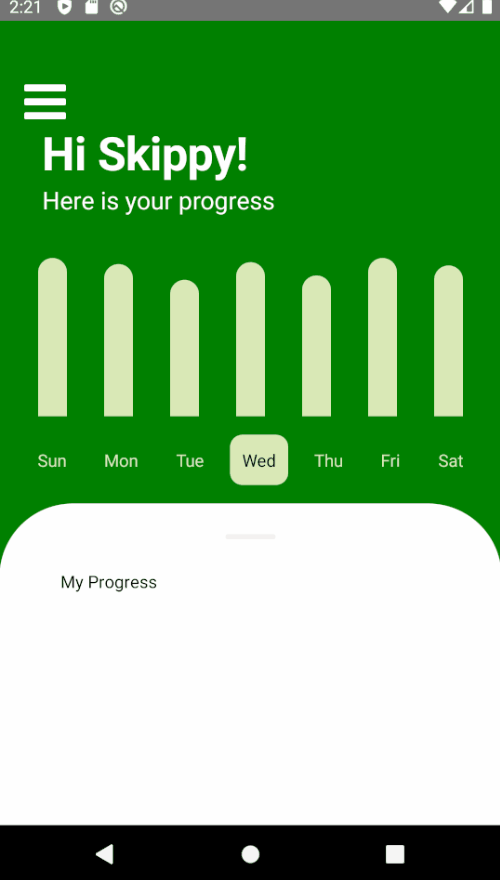 2:21
Hi Skippy!
Here is your progress
Sun Mon Tue Wed Thu Fri Sat
My Progress